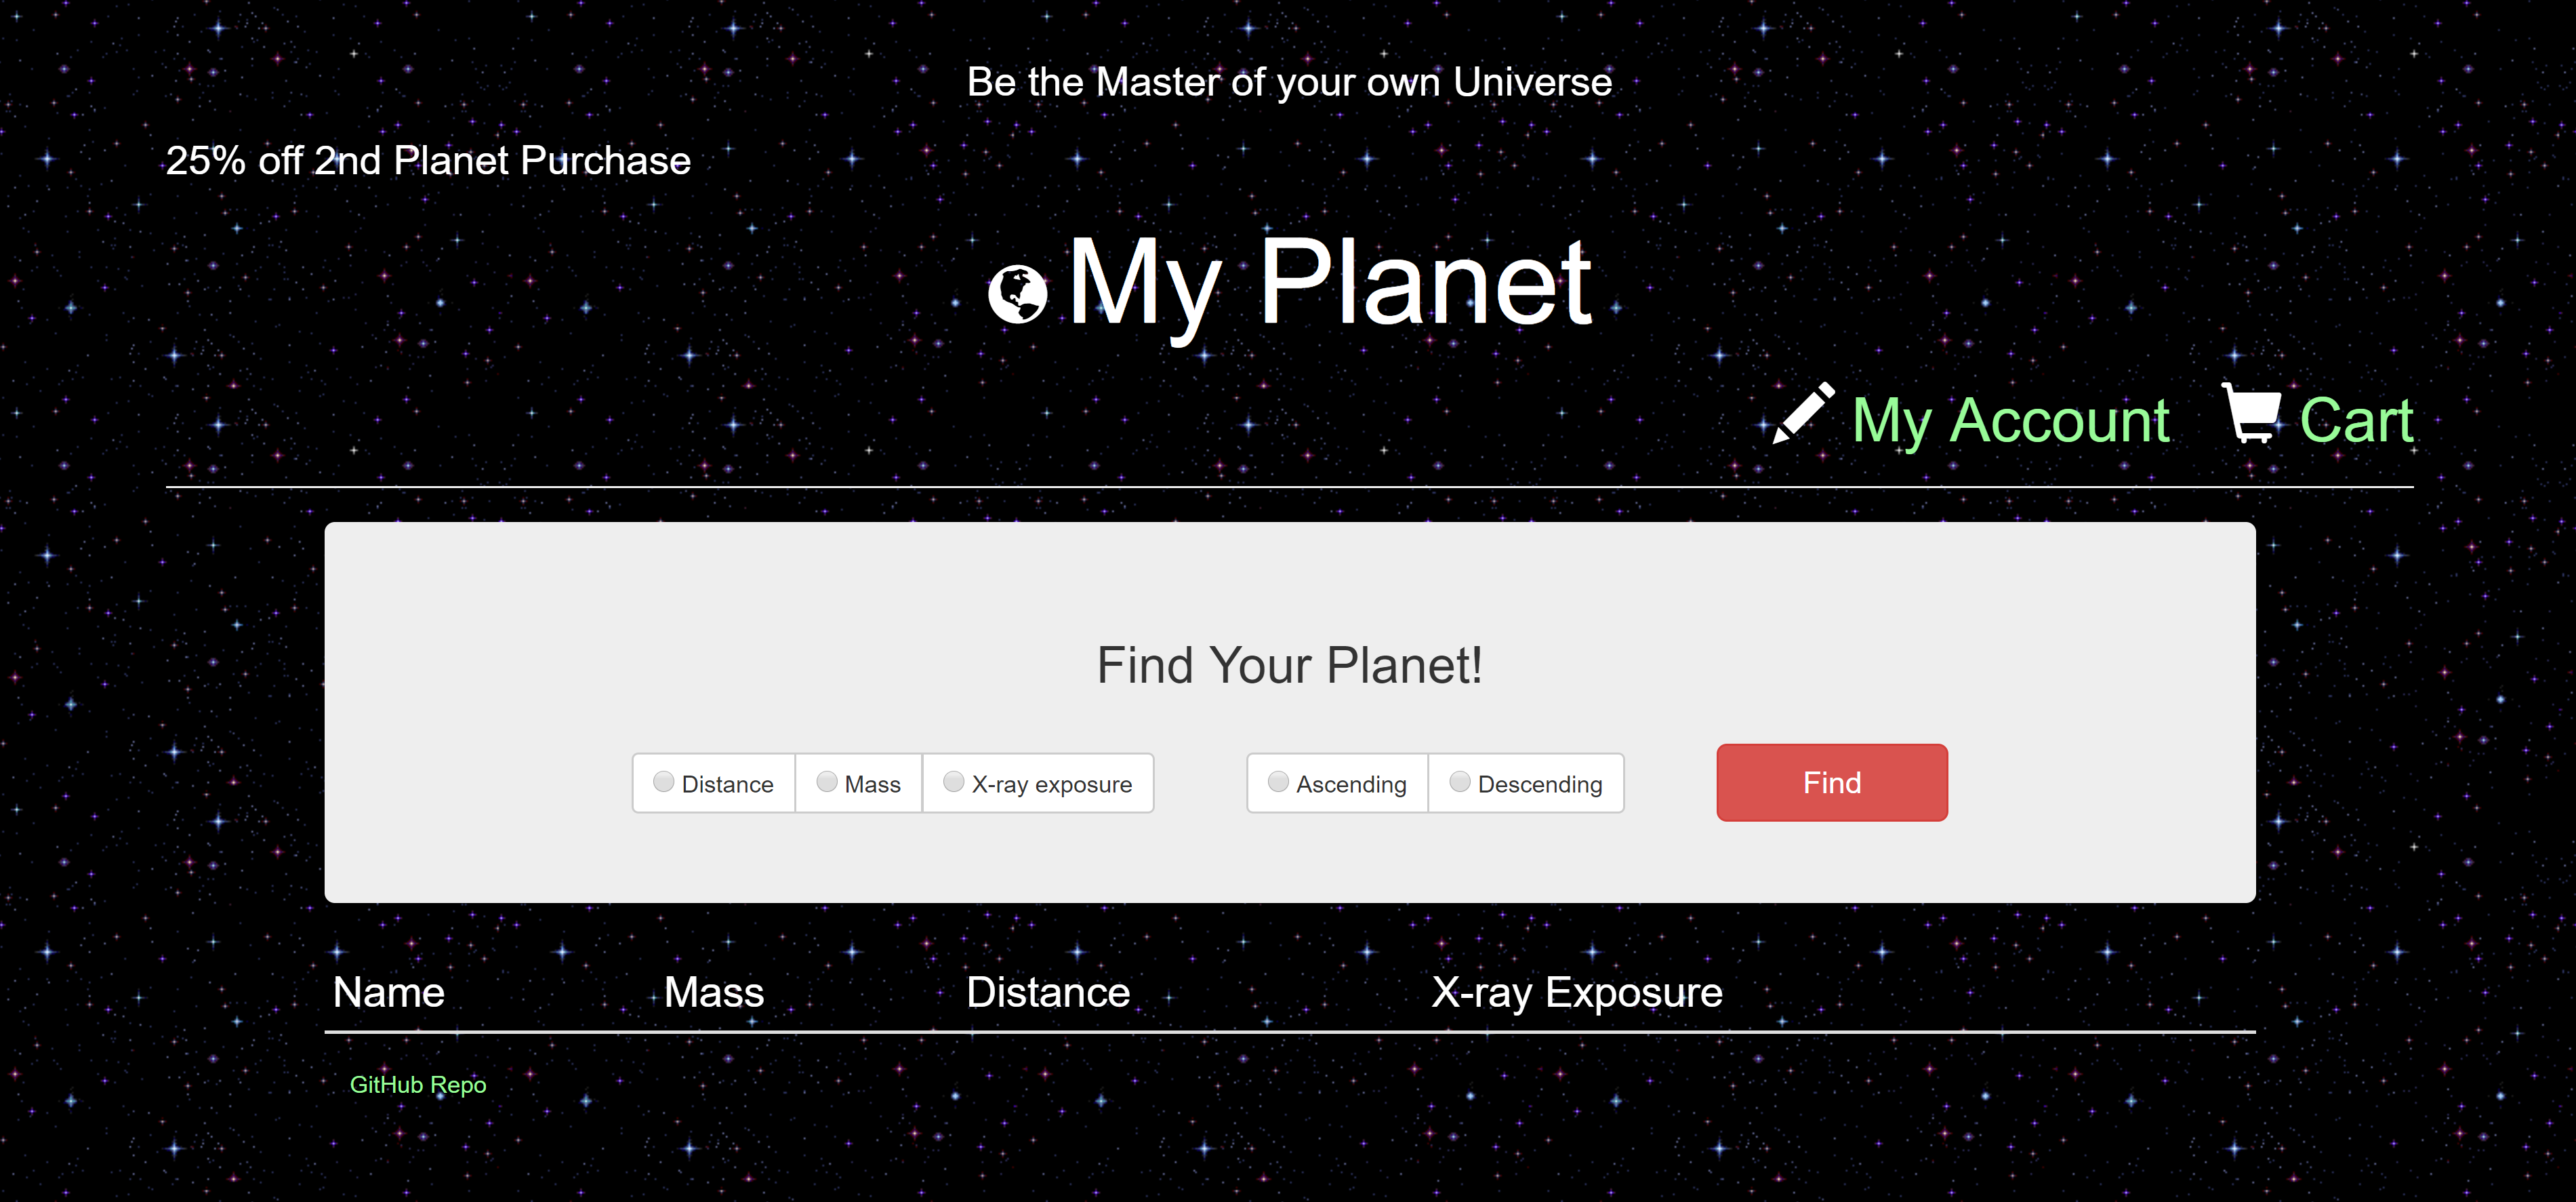 Be the Master of your own Universe
25% off 2nd Planet Purchase
My Planet
My Account Cart
Find Your Planet!
Distance Mass X-ray exposure Ascending Descending Find
Name Mass Distance X-ray Exposure
GitHub Repo